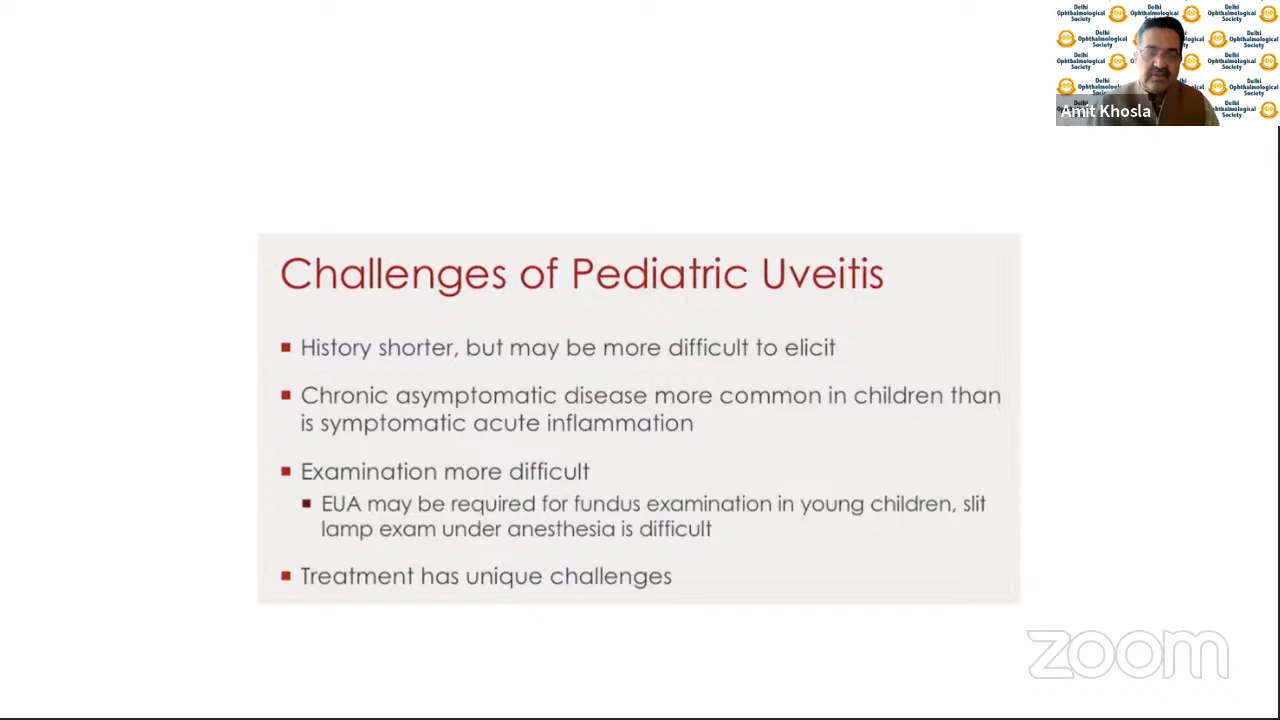 Delhi Ophthalmological Society
Delhi Ophthalmological Society
Delhi Ophthalmological Society
Delhi Ophthalmological Society
Delhi Ophthalmological Society
Delhi Ophthalmological Society
Amit Khosla
Challenges of Pediatric Uveitis
History shorter, but may be more difficult to elicit
Chronic asymptomatic disease more common in children than
is symptomatic acute inflammation
Examination more difficult
EUA may be required for fundus examination in young children, slit
lamp exam under anesthesia is difficult
Treatment has unique challenges
zoom